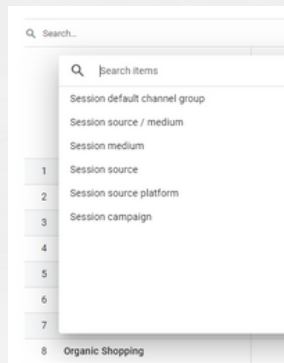 Search...
Search items
Session default channel group
Session source / medium
Session medium
1
Session source
2
Session source platform
3
Session campaign
4
5
6
7
8 Organic Shopping